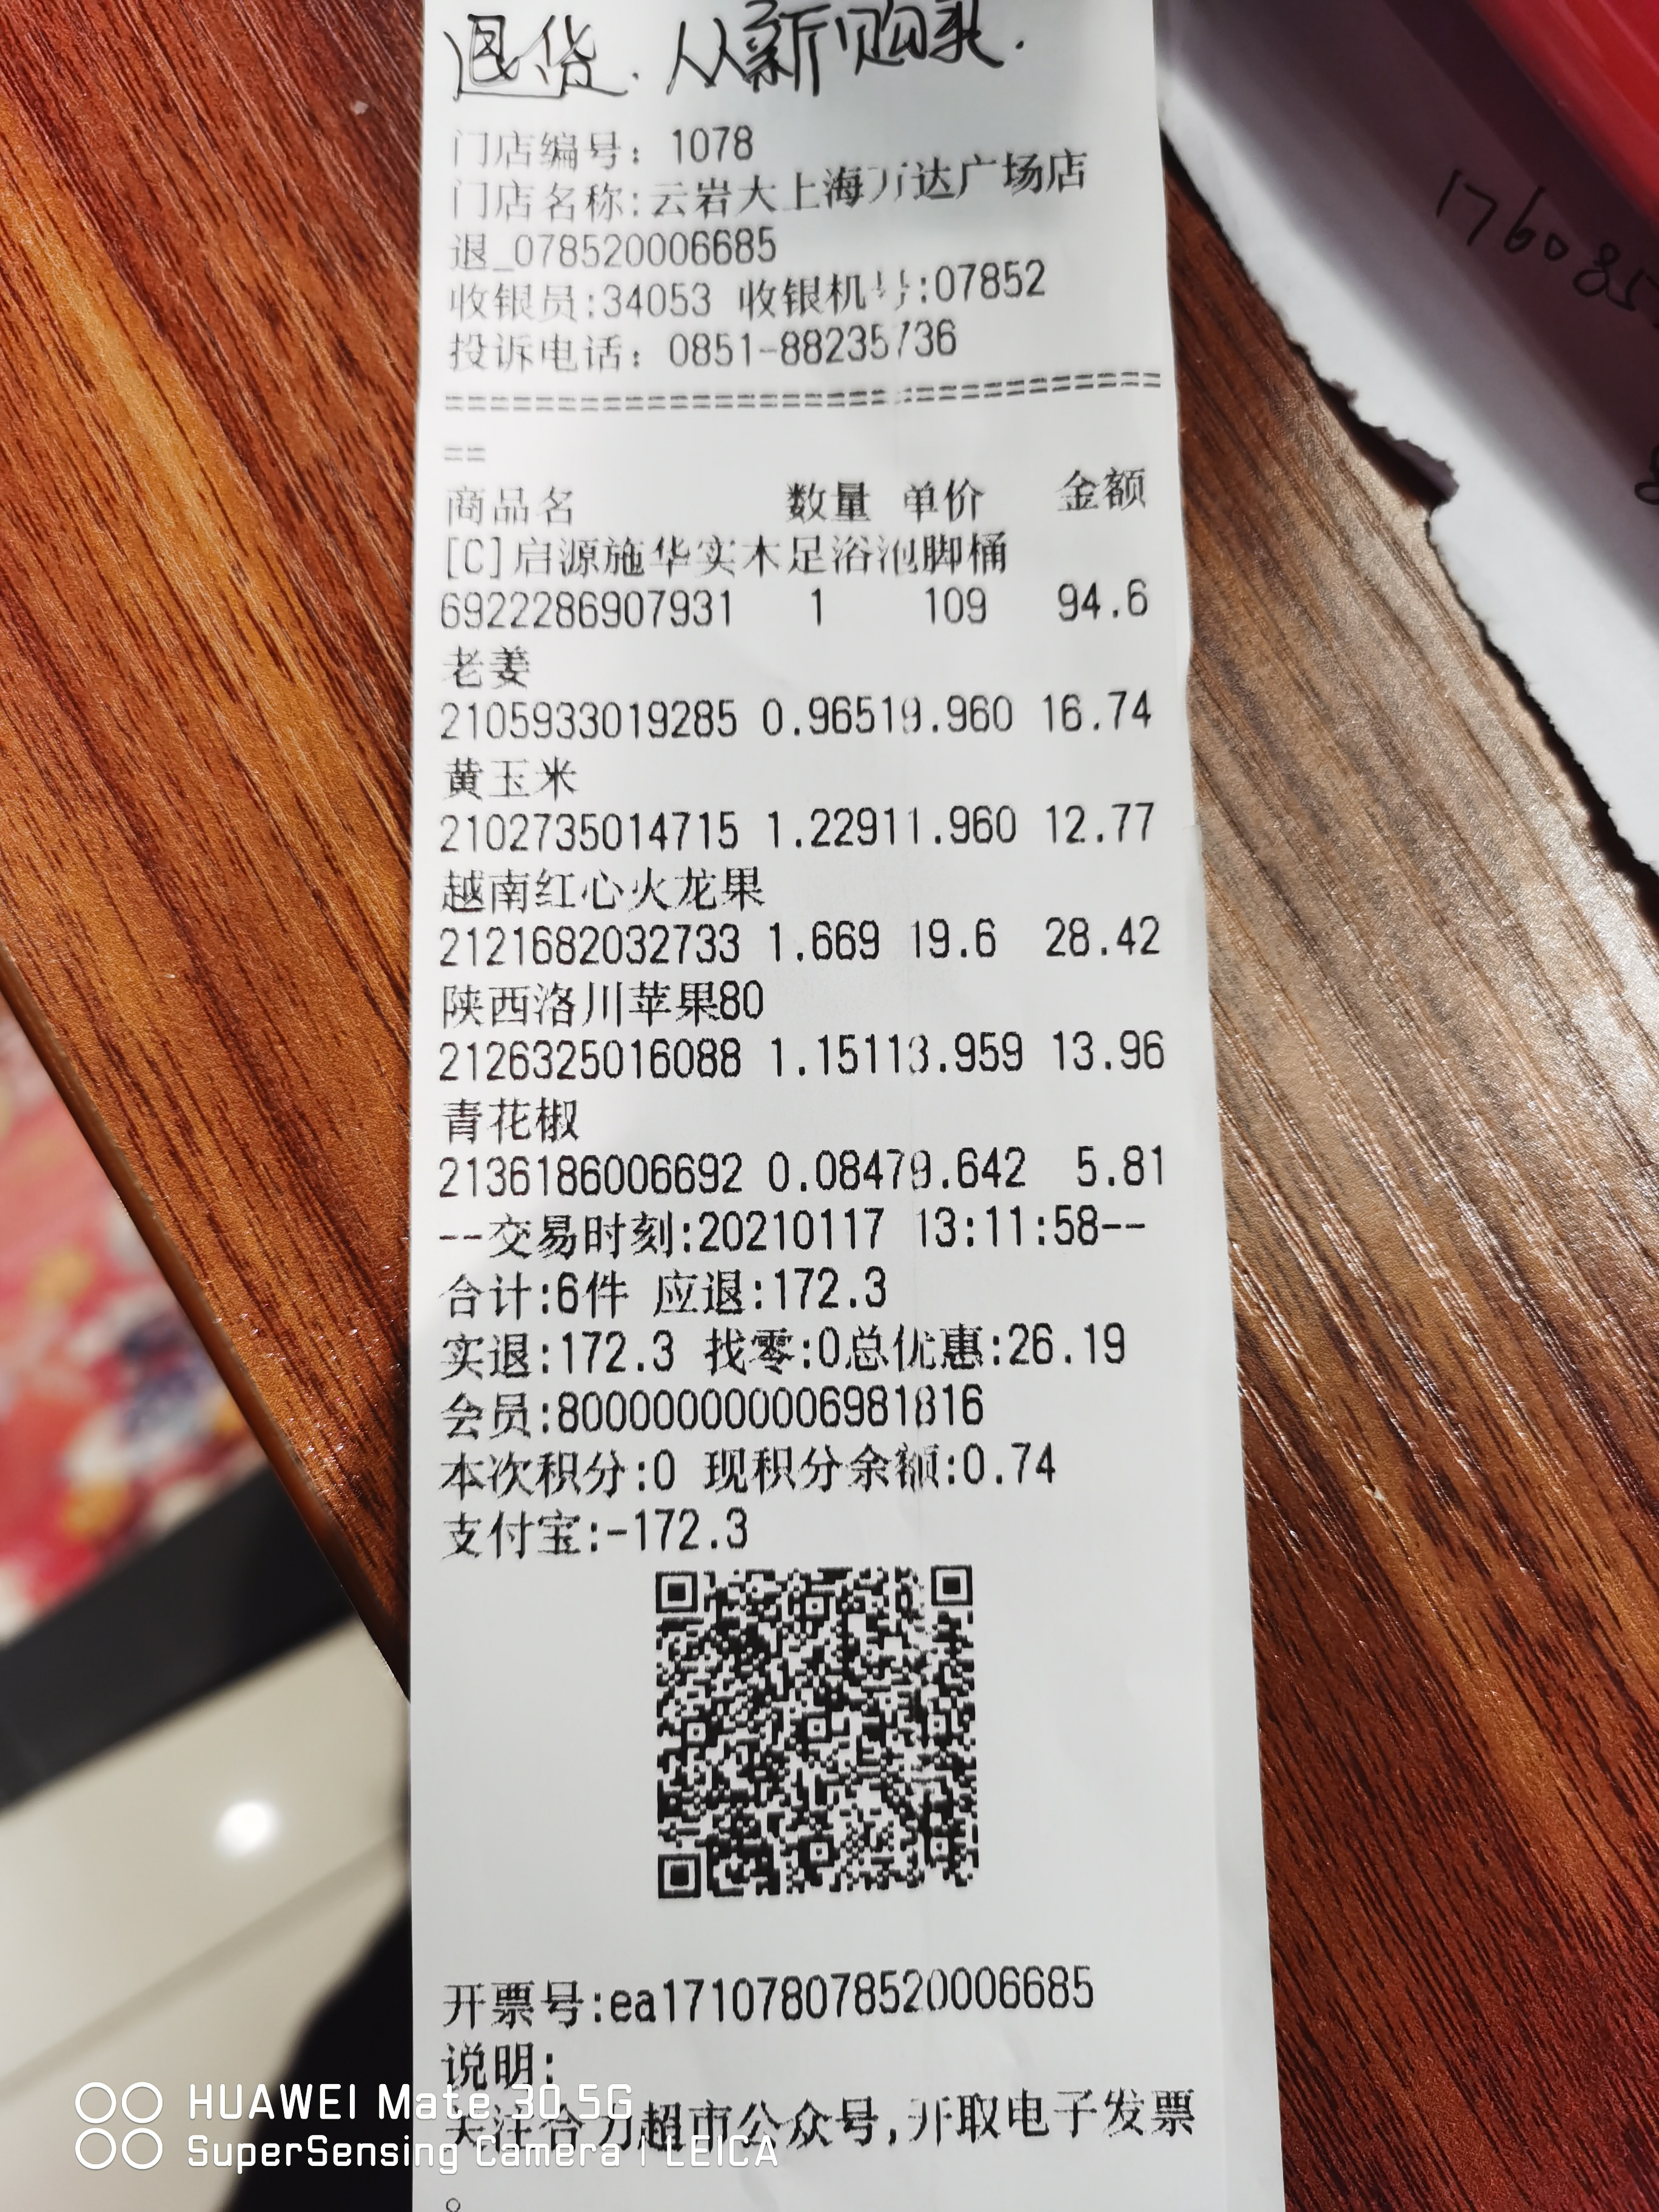 退货.从新购买.
门店编号：1078
门店名称:云岩大上海万达广场店
退_078520006685
收银员:34053 收银机号:07852
投诉电话：0851-88235736
================================
==
商品名 数量 单价 金额
[C]启源施华实木足浴泡脚桶
6922286907931 1 109 94.6
老姜
2105933019285 0.96519.960 16.74
黄玉米
2102735014715 1.22911.960 12.77
越南红心火龙果
2121682032733 1.669 19.6 28.42
陕西洛川苹果80
2126325016088 1.15113.959 13.96
青花椒
2136186006692 0.08479.642 5.81
--交易时刻:20210117 13:11:58--
合计:6件 应退:172.3
实退:172.3 找零:0总优惠:26.19
会员:8000000000006981816
本次积分:0 现积分余额:0.74
支付宝:-172.3
开票号:ea171078078520006685
说明:
关注合力超市公众号,开取电子发票
。
176085
HUAWEI Mate 30 5G
SuperSensing Camera | LEICA